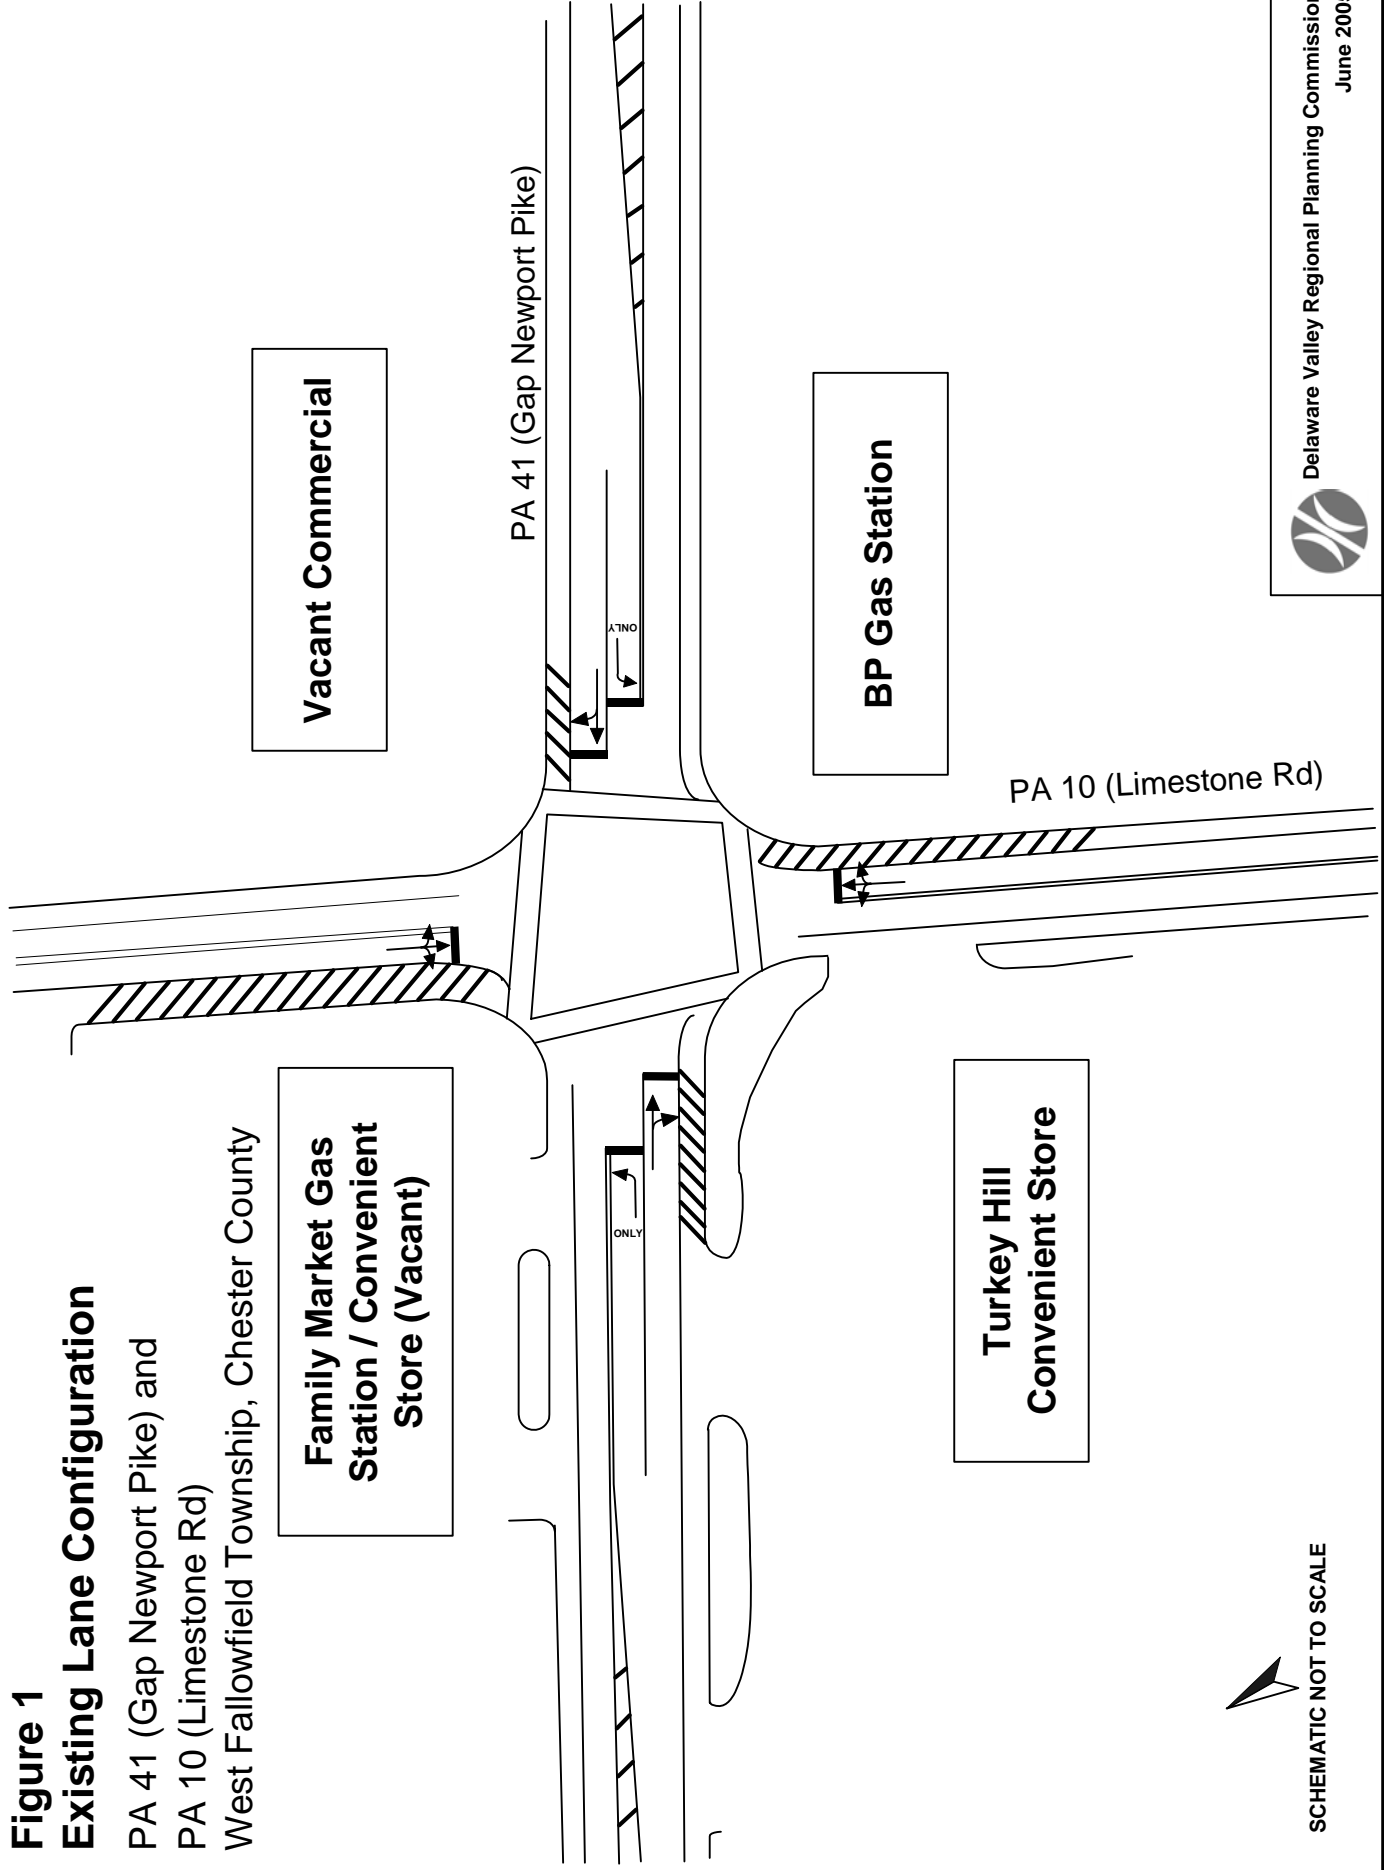 Figure 1
Existing Lane Configuration
PA 41 (Gap Newport Pike) and
PA 10 (Limestone Rd)
West Fallowfield Township, Chester County
Family Market Gas
Station / Convenient
Store (Vacant)
Vacant Commercial
PA 41 (Gap Newport Pike)
ONLY
ONLY
BP Gas Station
PA 10 (Limestone Rd)
Turkey Hill
Convenient Store
SCHEMATIC NOT TO SCALE
Delaware Valley Regional Planning Commission
June